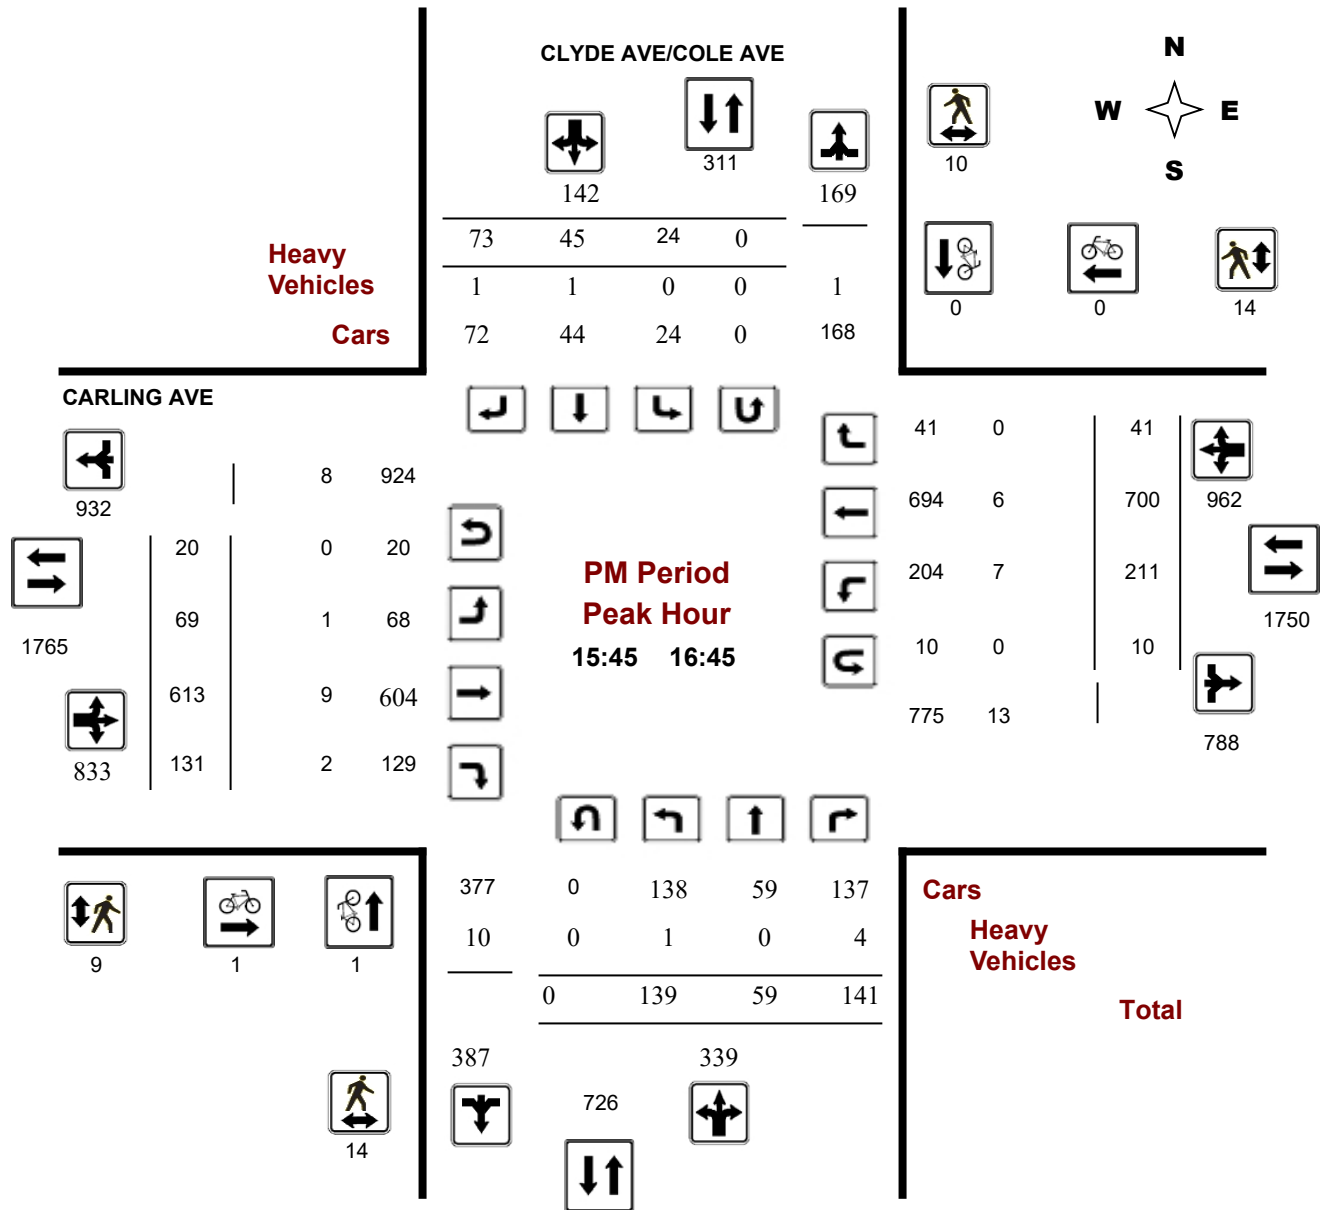 CLYDE AVE/COLE AVE
N
W E
S
311
10
142
169
73 45 24 0
Heavy
Vehicles
1 1 0 0 1
0 0 14
Cars
72 44 24 0 168
CARLING AVE
41 0 41
8 924
932
694 6 700 962
20 0 20
PM Period
204 7 211
Peak Hour
69 1 68
1765
1750
15:45 16:45
10 0 10
613 9 604
775 13
788
833 131 2 129
377 0 138 59 137
Cars
10 0 1 0 4
Heavy
Vehicles
9 1 1
0 139 59 141
Total
387 339
726
14